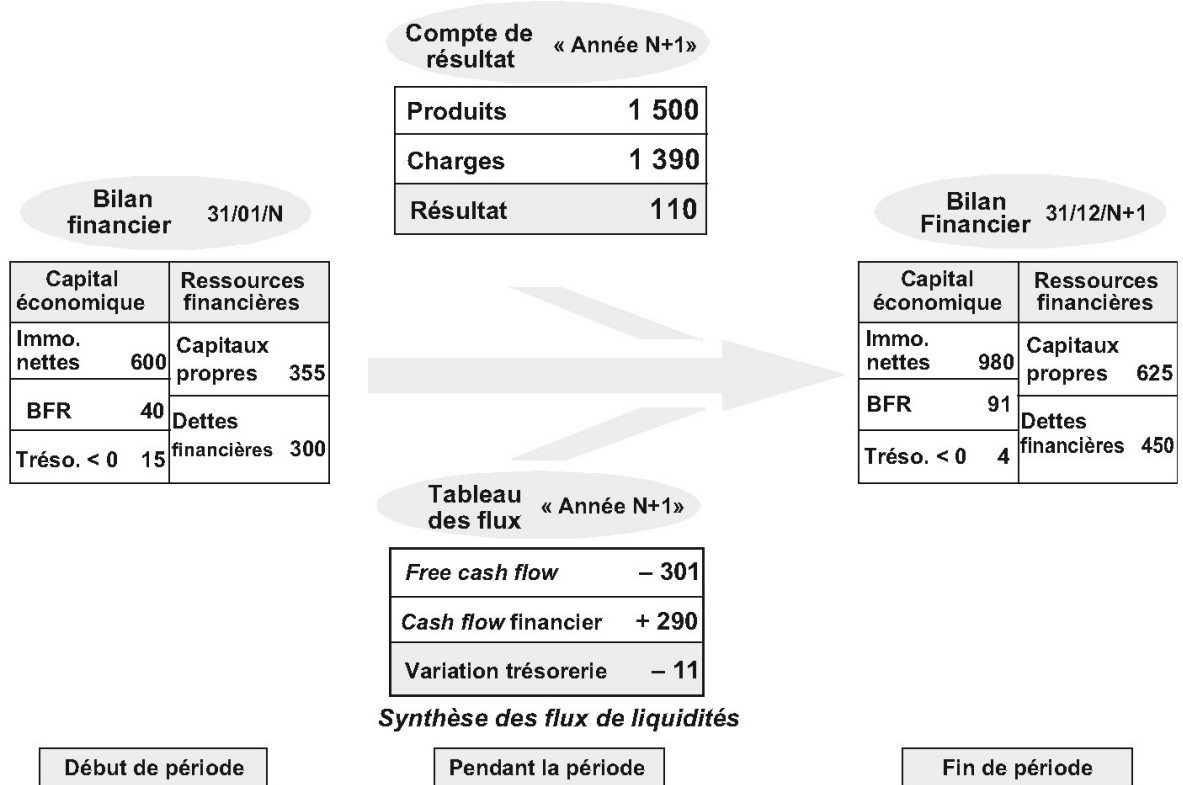 Compte de
résultat « Année N+1»
Produits 1 500
Charges 1 390
Résultat 110
Bilan
financier 31/01/N
Capital
économique
Ressources
financières
Immo.
nettes 600
Capitaux
propres 355
BFR 40
Dettes
financières 300
Tréso. < 0 15
Bilan
Financier 31/12/N+1
Capital
économique
Ressources
financières
Immo.
nettes 980
Capitaux
propres 625
BFR 91
Dettes
financières 450
Tréso. < 0 4
Tableau
des flux « Année N+1»
Free cash flow – 301
Cash flow financier + 290
Variation trésorerie – 11
Synthèse des flux de liquidités
Début de période
Pendant la période
Fin de période